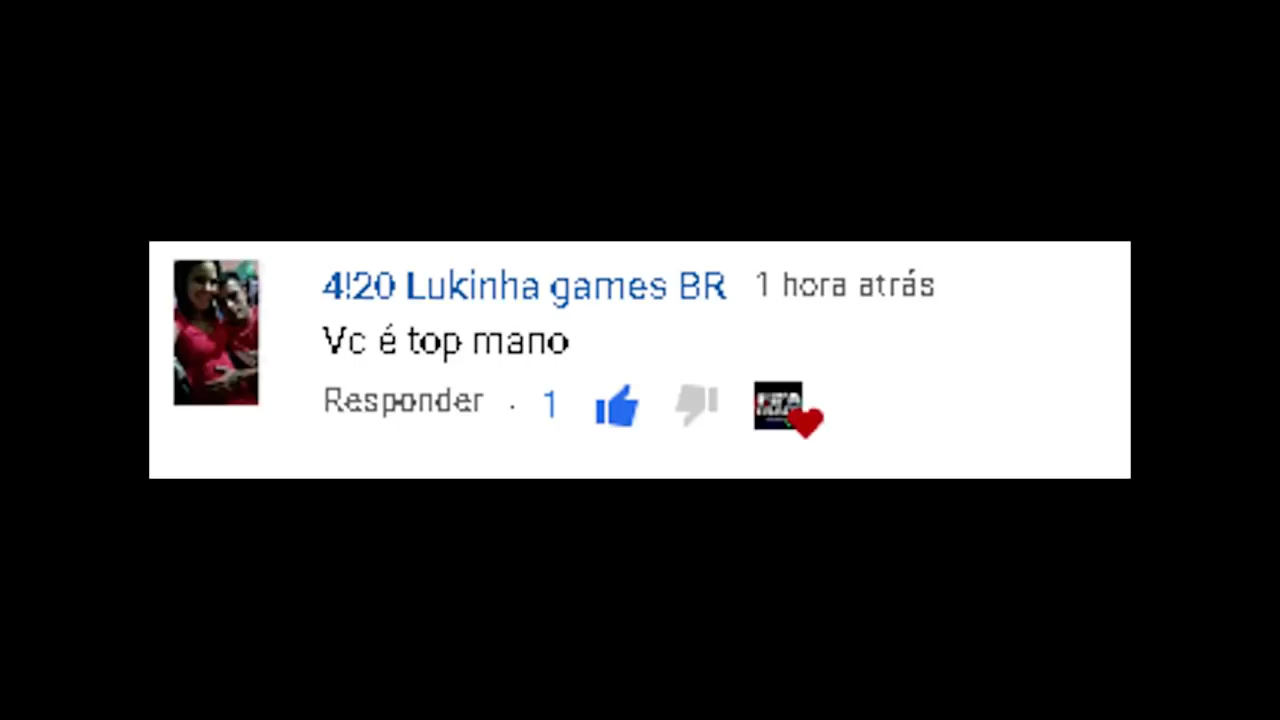 4!20 Lukinha games BR 1 hora atrás
Vc é top mano
Responder · 1